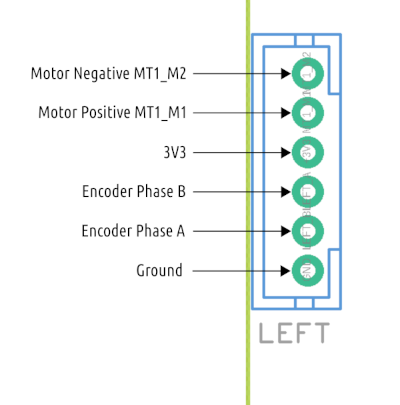 Motor Negative MT1_M2
Motor Positive MT1_M1
3V3
Encoder Phase B
Encoder Phase A
Ground
LEFT